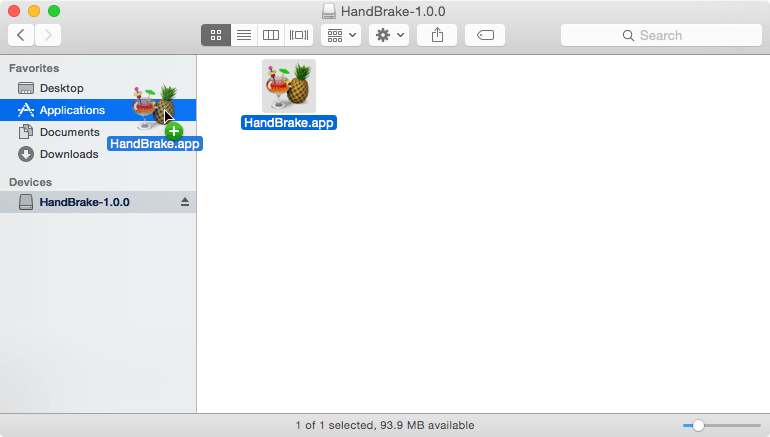 HandBrake-1.0.0
Search
Favorites
Desktop
Applications
Documents
Downloads
HandBrake.app
Devices
HandBrake-1.0.0
HandBrake.app
1 of 1 selected, 93.9 MB available